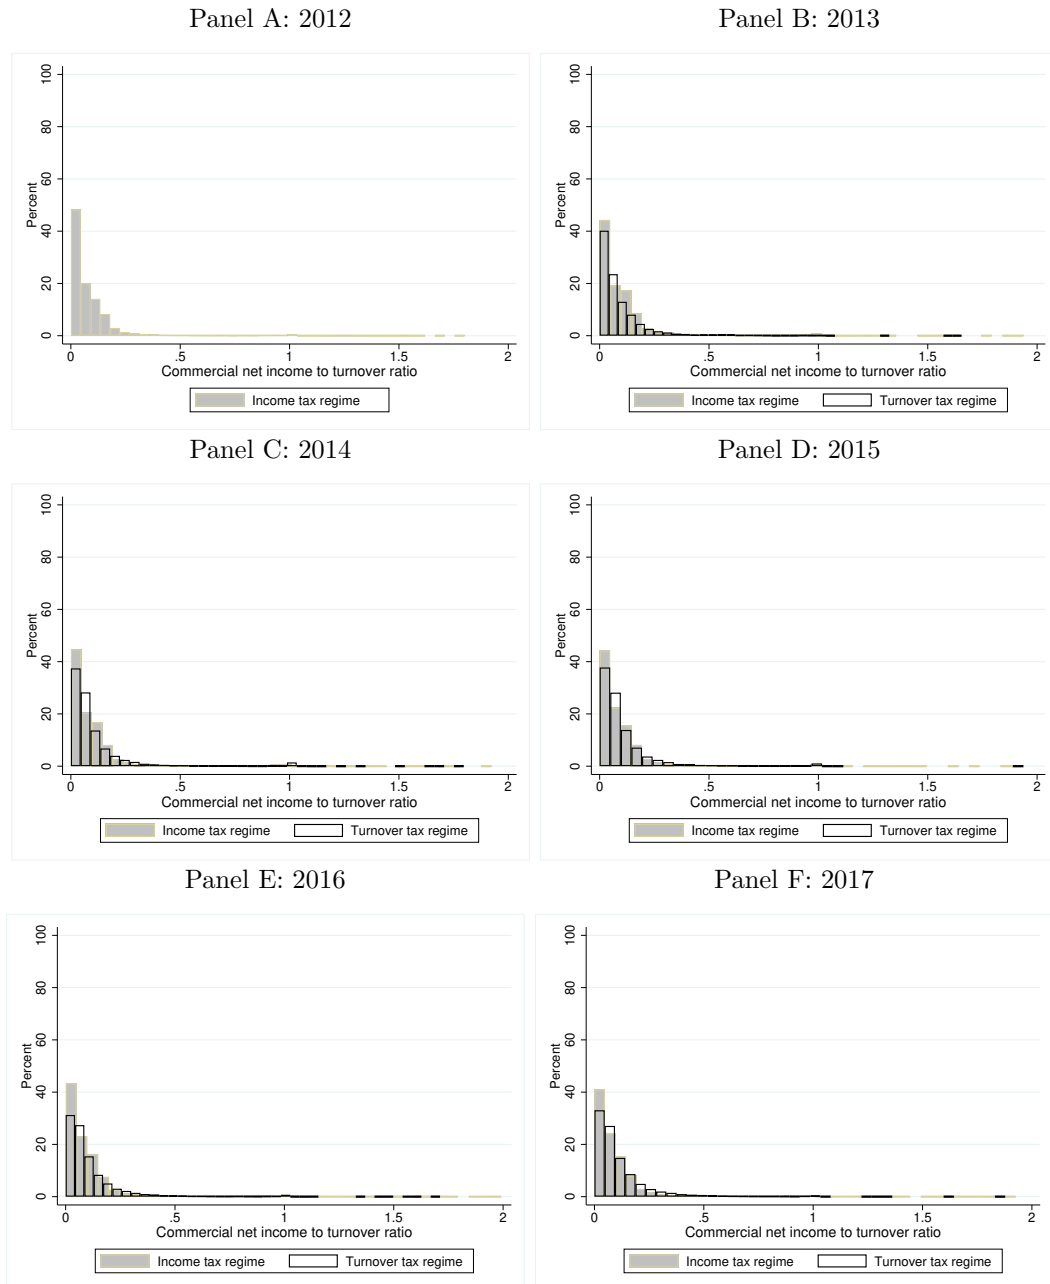 Panel A: 2012
Percent
100
80
60
40
20
0
0 .5 1 1.5 2
Commercial net income to turnover ratio
Income tax regime
Panel B: 2013
Percent
100
80
60
40
20
0
0 .5 1 1.5 2
Commercial net income to turnover ratio
Income tax regime Turnover tax regime
Panel C: 2014
Percent
100
80
60
40
20
0
0 .5 1 1.5 2
Commercial net income to turnover ratio
Income tax regime Turnover tax regime
Panel D: 2015
Percent
100
80
60
40
20
0
0 .5 1 1.5 2
Commercial net income to turnover ratio
Income tax regime Turnover tax regime
Panel E: 2016
Percent
100
80
60
40
20
0
0 .5 1 1.5 2
Commercial net income to turnover ratio
Income tax regime Turnover tax regime
Panel F: 2017
Percent
100
80
60
40
20
0
0 .5 1 1.5 2
Commercial net income to turnover ratio
Income tax regime Turnover tax regime